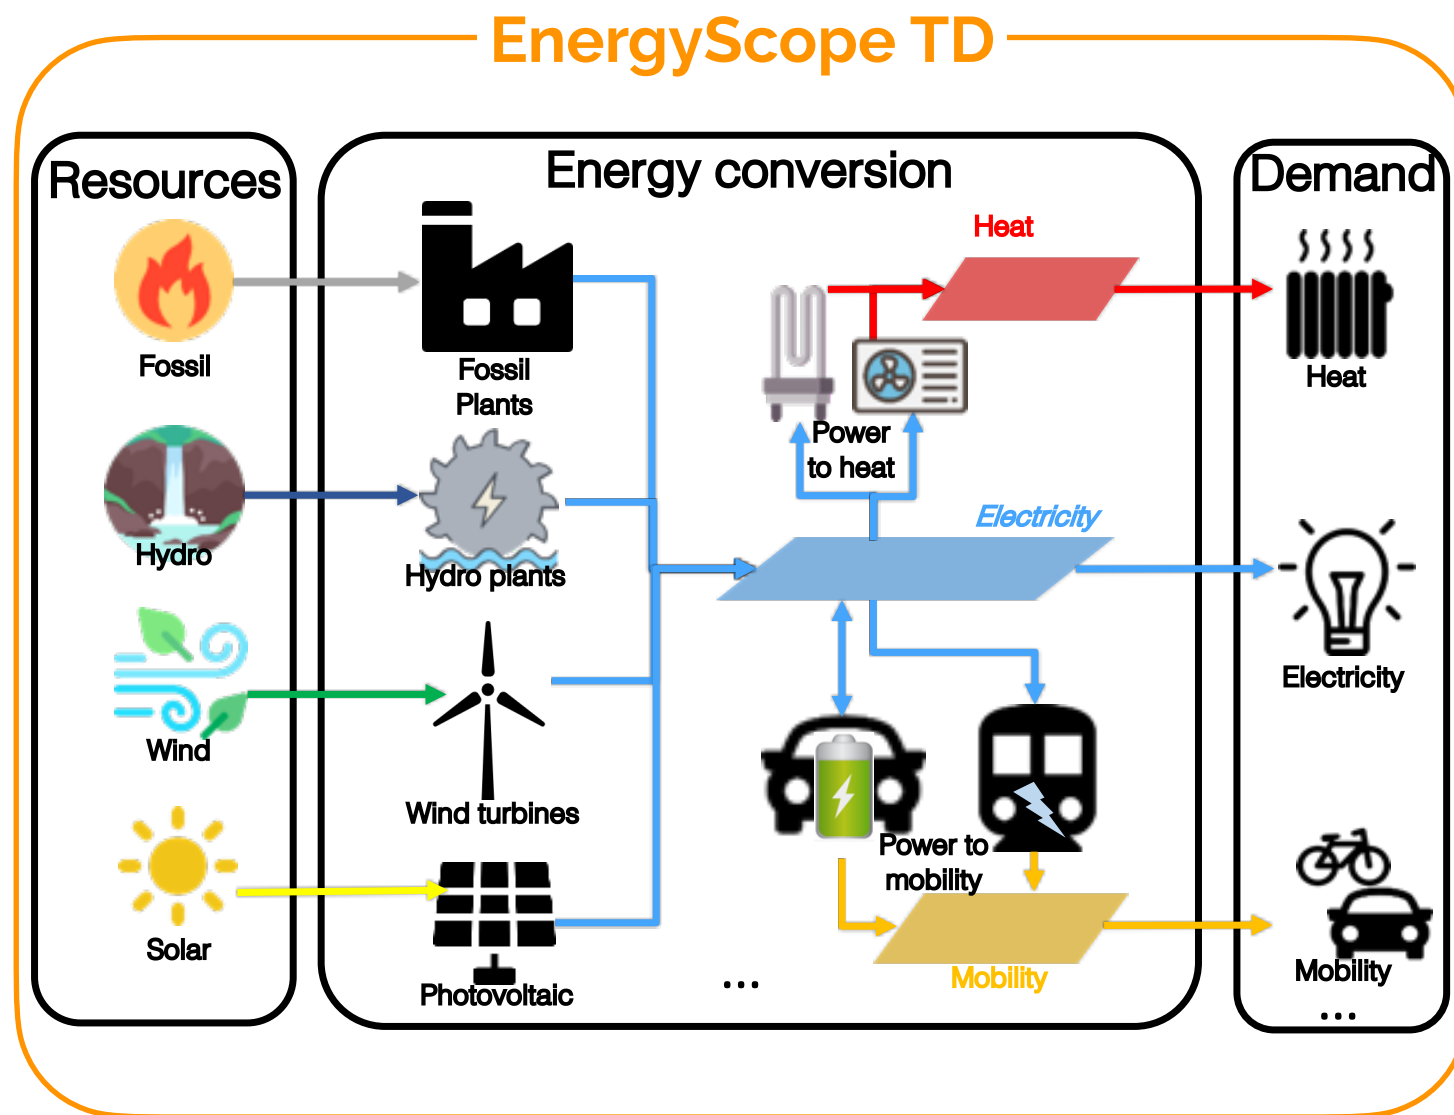 EnergyScope TD
Resources
Fossil
Hydro
Wind
Solar
Energy conversion
Fossil
Plants
Hydro plants
Wind turbines
Photovoltaic
Heat
Power
to heat
Electricity
Power to
mobility
Mobility
...
Demand
Heat
Electricity
Mobility
...